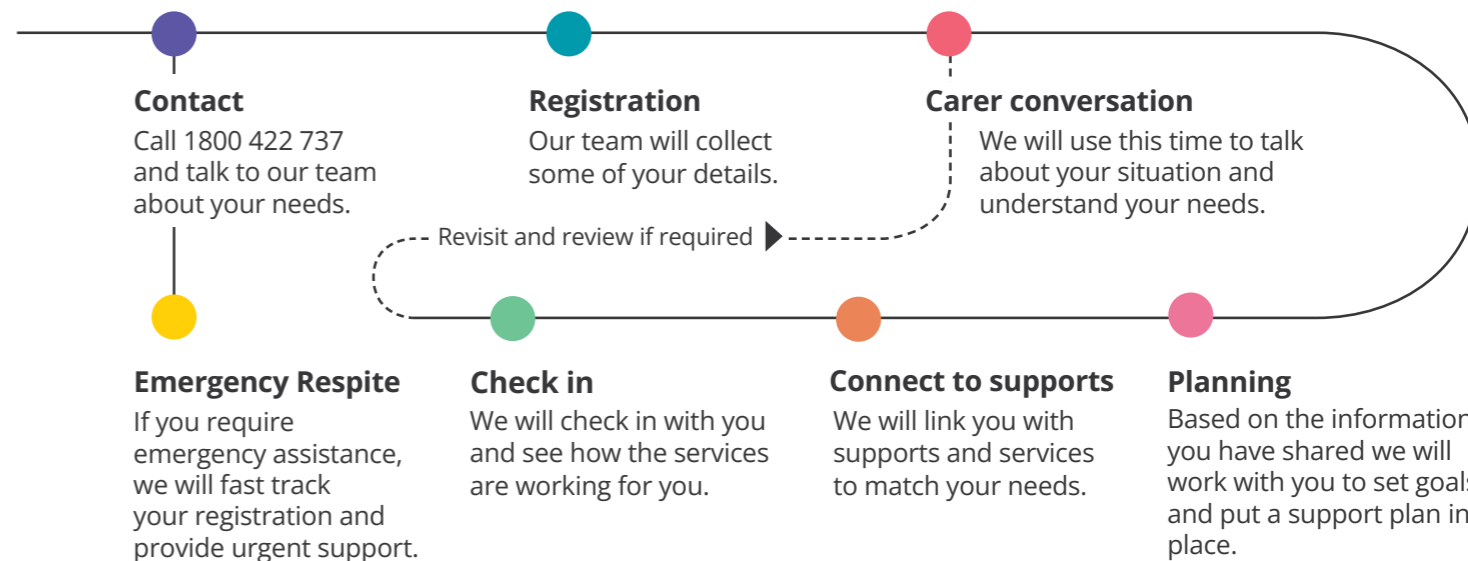 Contact
Call 1800 422 737
and talk to our team
about your needs.
Registration
Our team will collect
some of your details.
Carer conversation
We will use this time to talk
about your situation and
understand your needs.
Revisit and review if required
Emergency Respite
If you require
emergency assistance,
we will fast track
your registration and
provide urgent support.
Check in
We will check in with you
and see how the services
are working for you.
Connect to supports
We will link you with
supports and services
to match your needs.
Planning
Based on the information
you have shared we will
work with you to set goals
and put a support plan in
place.